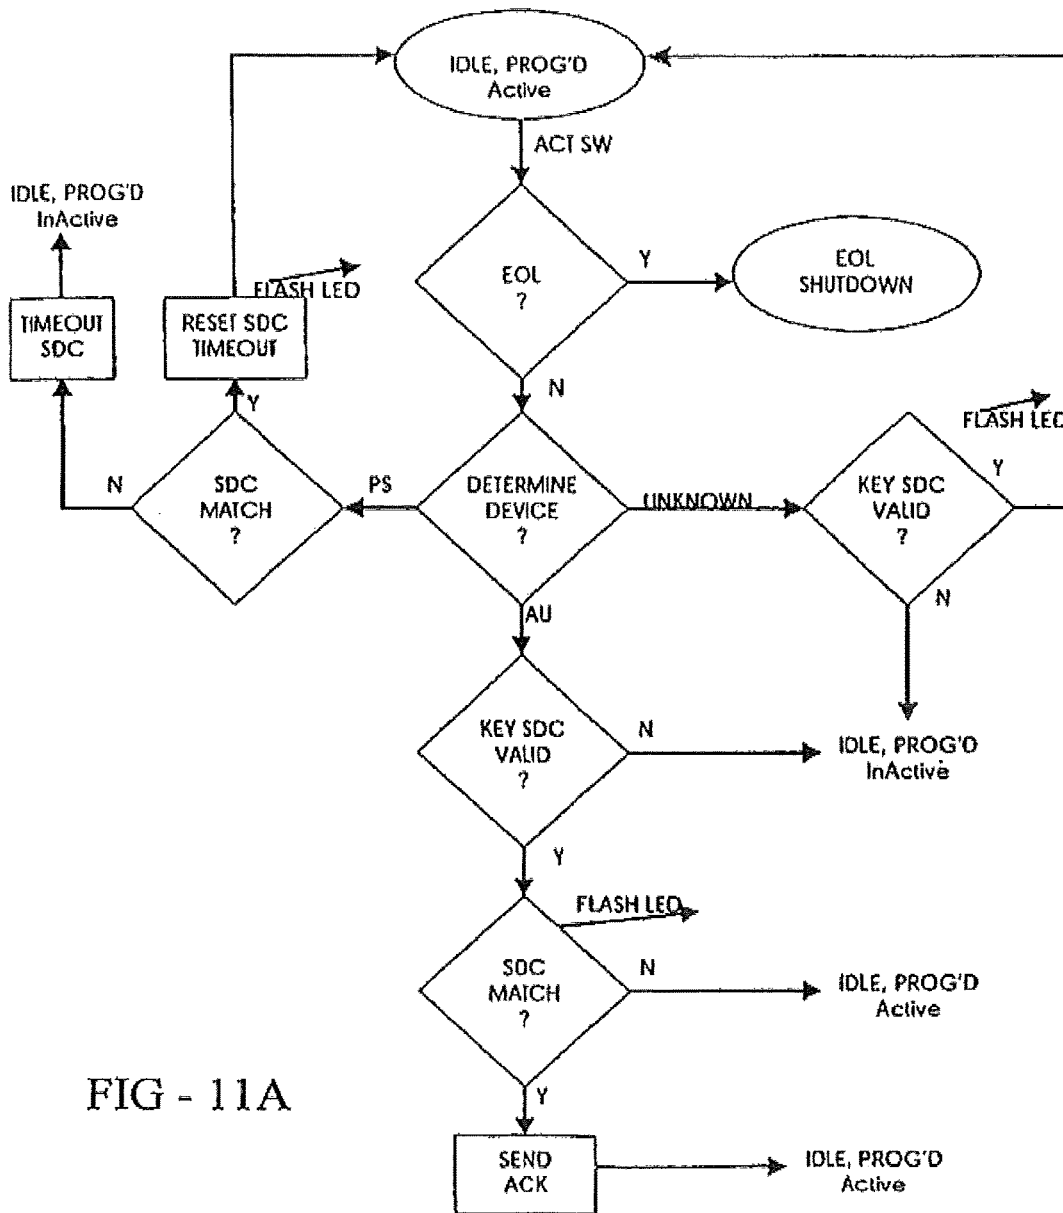 IDLE, PROG'D
Active
ACT SW
IDLE, PROG'D
InActive
EOL
?
Y
EOL
SHUTDOWN
FLASH LED
TIMEOUT
SDC
RESET SDC
TIMEOUT
N
Y
FLASH LED
N
SDC
MATCH
?
PS
DETERMINE
DEVICE
?
UNKNOWN
KEY SDC
VALID
?
Y
N
AU
KEY SDC
VALID
?
N
IDLE, PROG'D
InActive
Y
FLASH LED
SDC
MATCH
?
N
IDLE, PROG'D
Active
FIG - 11A
Y
SEND
ACK
IDLE, PROG'D
Active